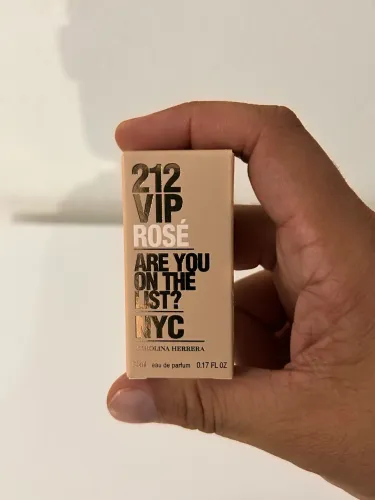 212
VIP
ROSÉ
ARE YOU
ON THE
LIST?
NYC
CAROLINA HERRERA
eau de parfum 0.17 FL OZ